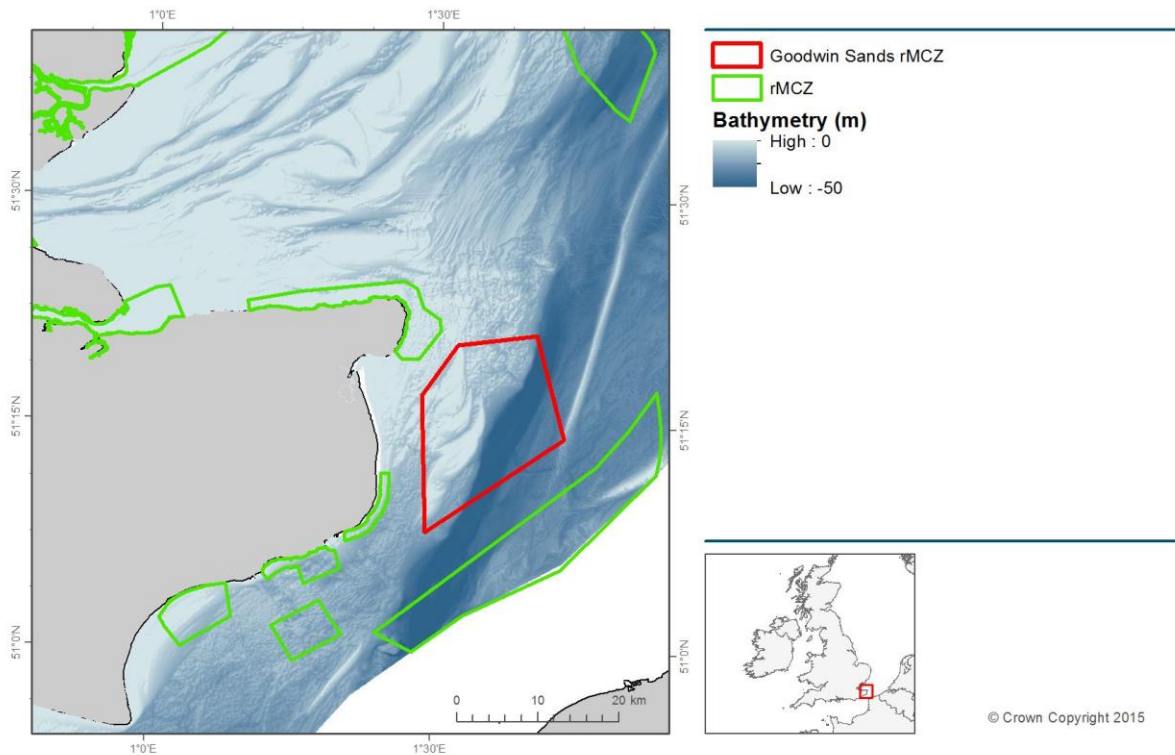 1°0'E
1°30'E
51°30'N
51°30'N
51°15'N
51°15'N
51°0'N
51°0'N
0 10 20 km
1°0'E
1°30'E
Goodwin Sands rMCZ
rMCZ
Bathymetry (m)
High : 0
Low : -50
© Crown Copyright 2015